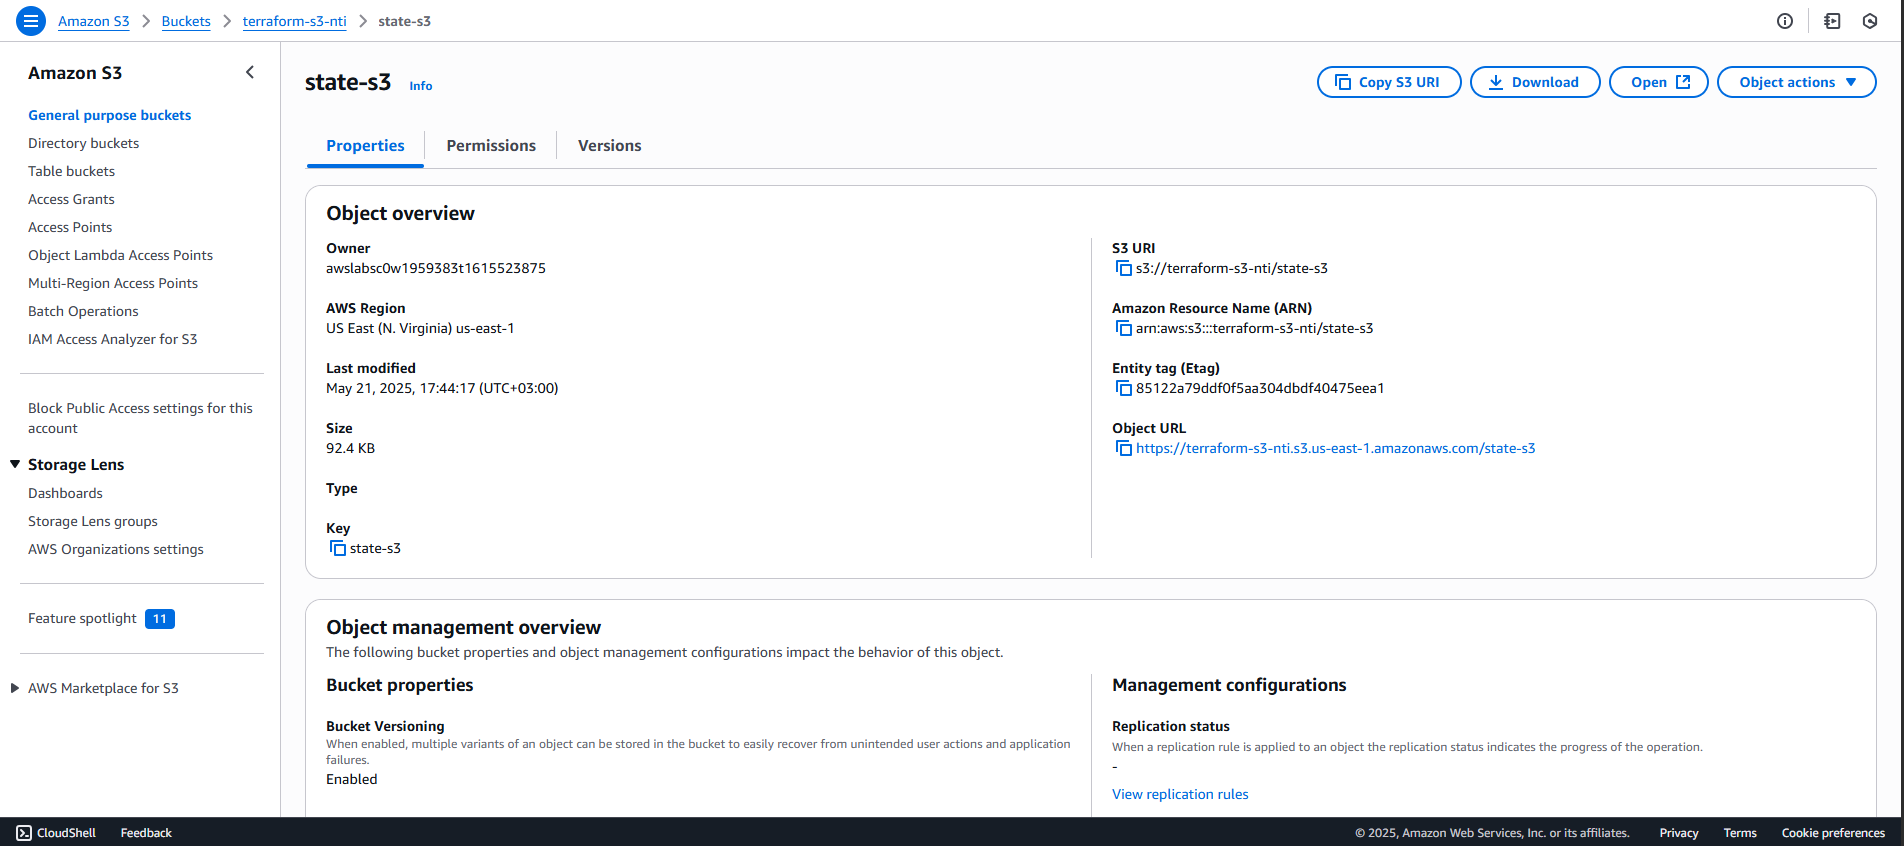 Amazon S3 > Buckets > terraform-s3-nti > state-s3
Amazon S3
General purpose buckets
Directory buckets
Table buckets
Access Grants
Access Points
Object Lambda Access Points
Multi-Region Access Points
Batch Operations
IAM Access Analyzer for S3
Block Public Access settings for this
account
Storage Lens
Dashboards
Storage Lens groups
AWS Organizations settings
Feature spotlight 11
AWS Marketplace for S3
state-s3 Info
Copy S3 URI Download Open Object actions
Properties Permissions Versions
Object overview
Owner
awslabsc0w1959383t1615523875
AWS Region
US East (N. Virginia) us-east-1
Last modified
May 21, 2025, 17:44:17 (UTC+03:00)
Size
92.4 KB
Type
Key
state-s3
S3 URI
s3://terraform-s3-nti/state-s3
Amazon Resource Name (ARN)
arn:aws:s3:::terraform-s3-nti/state-s3
Entity tag (Etag)
85122a79ddf0f5aa304dbdf40475eea1
Object URL
https://terraform-s3-nti.s3.us-east-1.amazonaws.com/state-s3
Object management overview
The following bucket properties and object management configurations impact the behavior of this object.
Bucket properties
Bucket Versioning
When enabled, multiple variants of an object can be stored in the bucket to easily recover from unintended user actions and application
failures.
Enabled
Management configurations
Replication status
When a replication rule is applied to an object the replication status indicates the progress of the operation.
-
View replication rules
CloudShell Feedback © 2025, Amazon Web Services, Inc. or its affiliates. Privacy Terms Cookie preferences